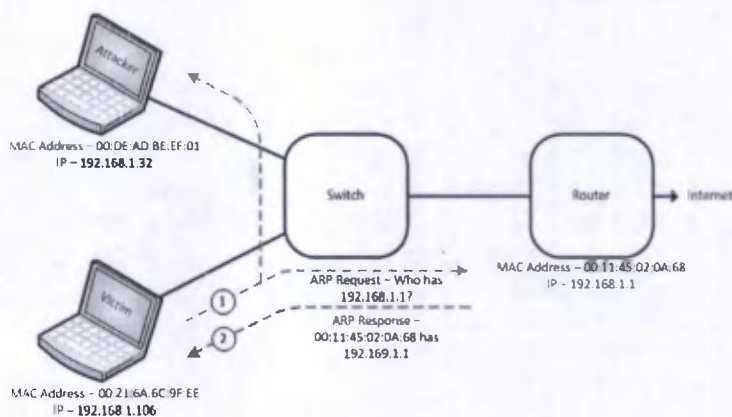 Attacker
MAC Address – 00:DE:AD:BE:EF:01
IP – 192.168.1.32
Switch
Router
Internet
MAC Address – 00:11:45:02:0A:68
IP – 192.168.1.1
1
ARP Request – Who has
192.168.1.1?
2
ARP Response –
00:11:45:02:0A:68 has
192.169.1.1
Victim
MAC Address – 00:21:6A:6C:9F:EE
IP – 192.168.1.106